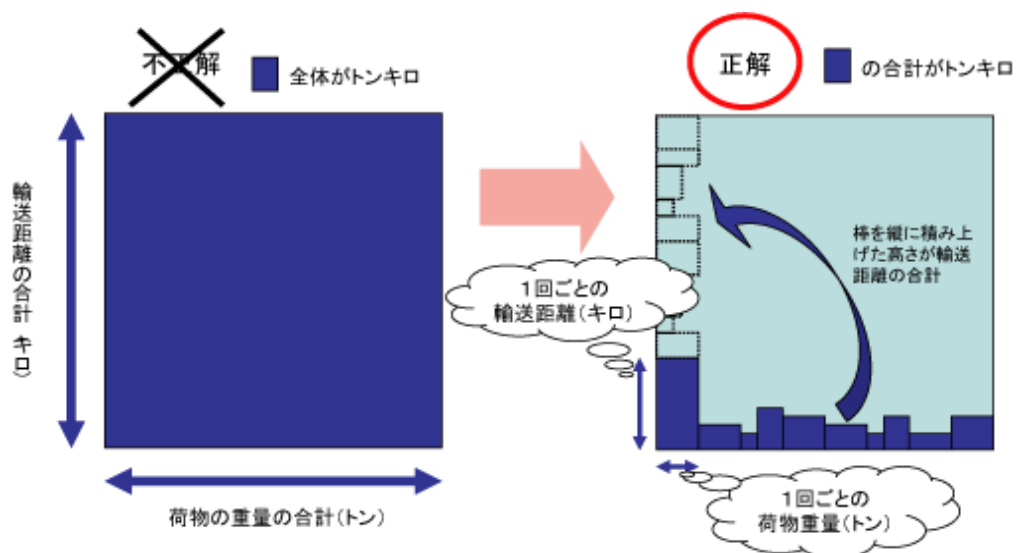 不正解
全体がトンキロ
正解
の合計がトンキロ
輸送距離の合計(キロ)
棒を縦に積み上
げた高さが輸送
距離の合計
1回ごとの
輸送距離(キロ)
荷物の重量の合計(トン)
1回ごとの
荷物重量(トン)